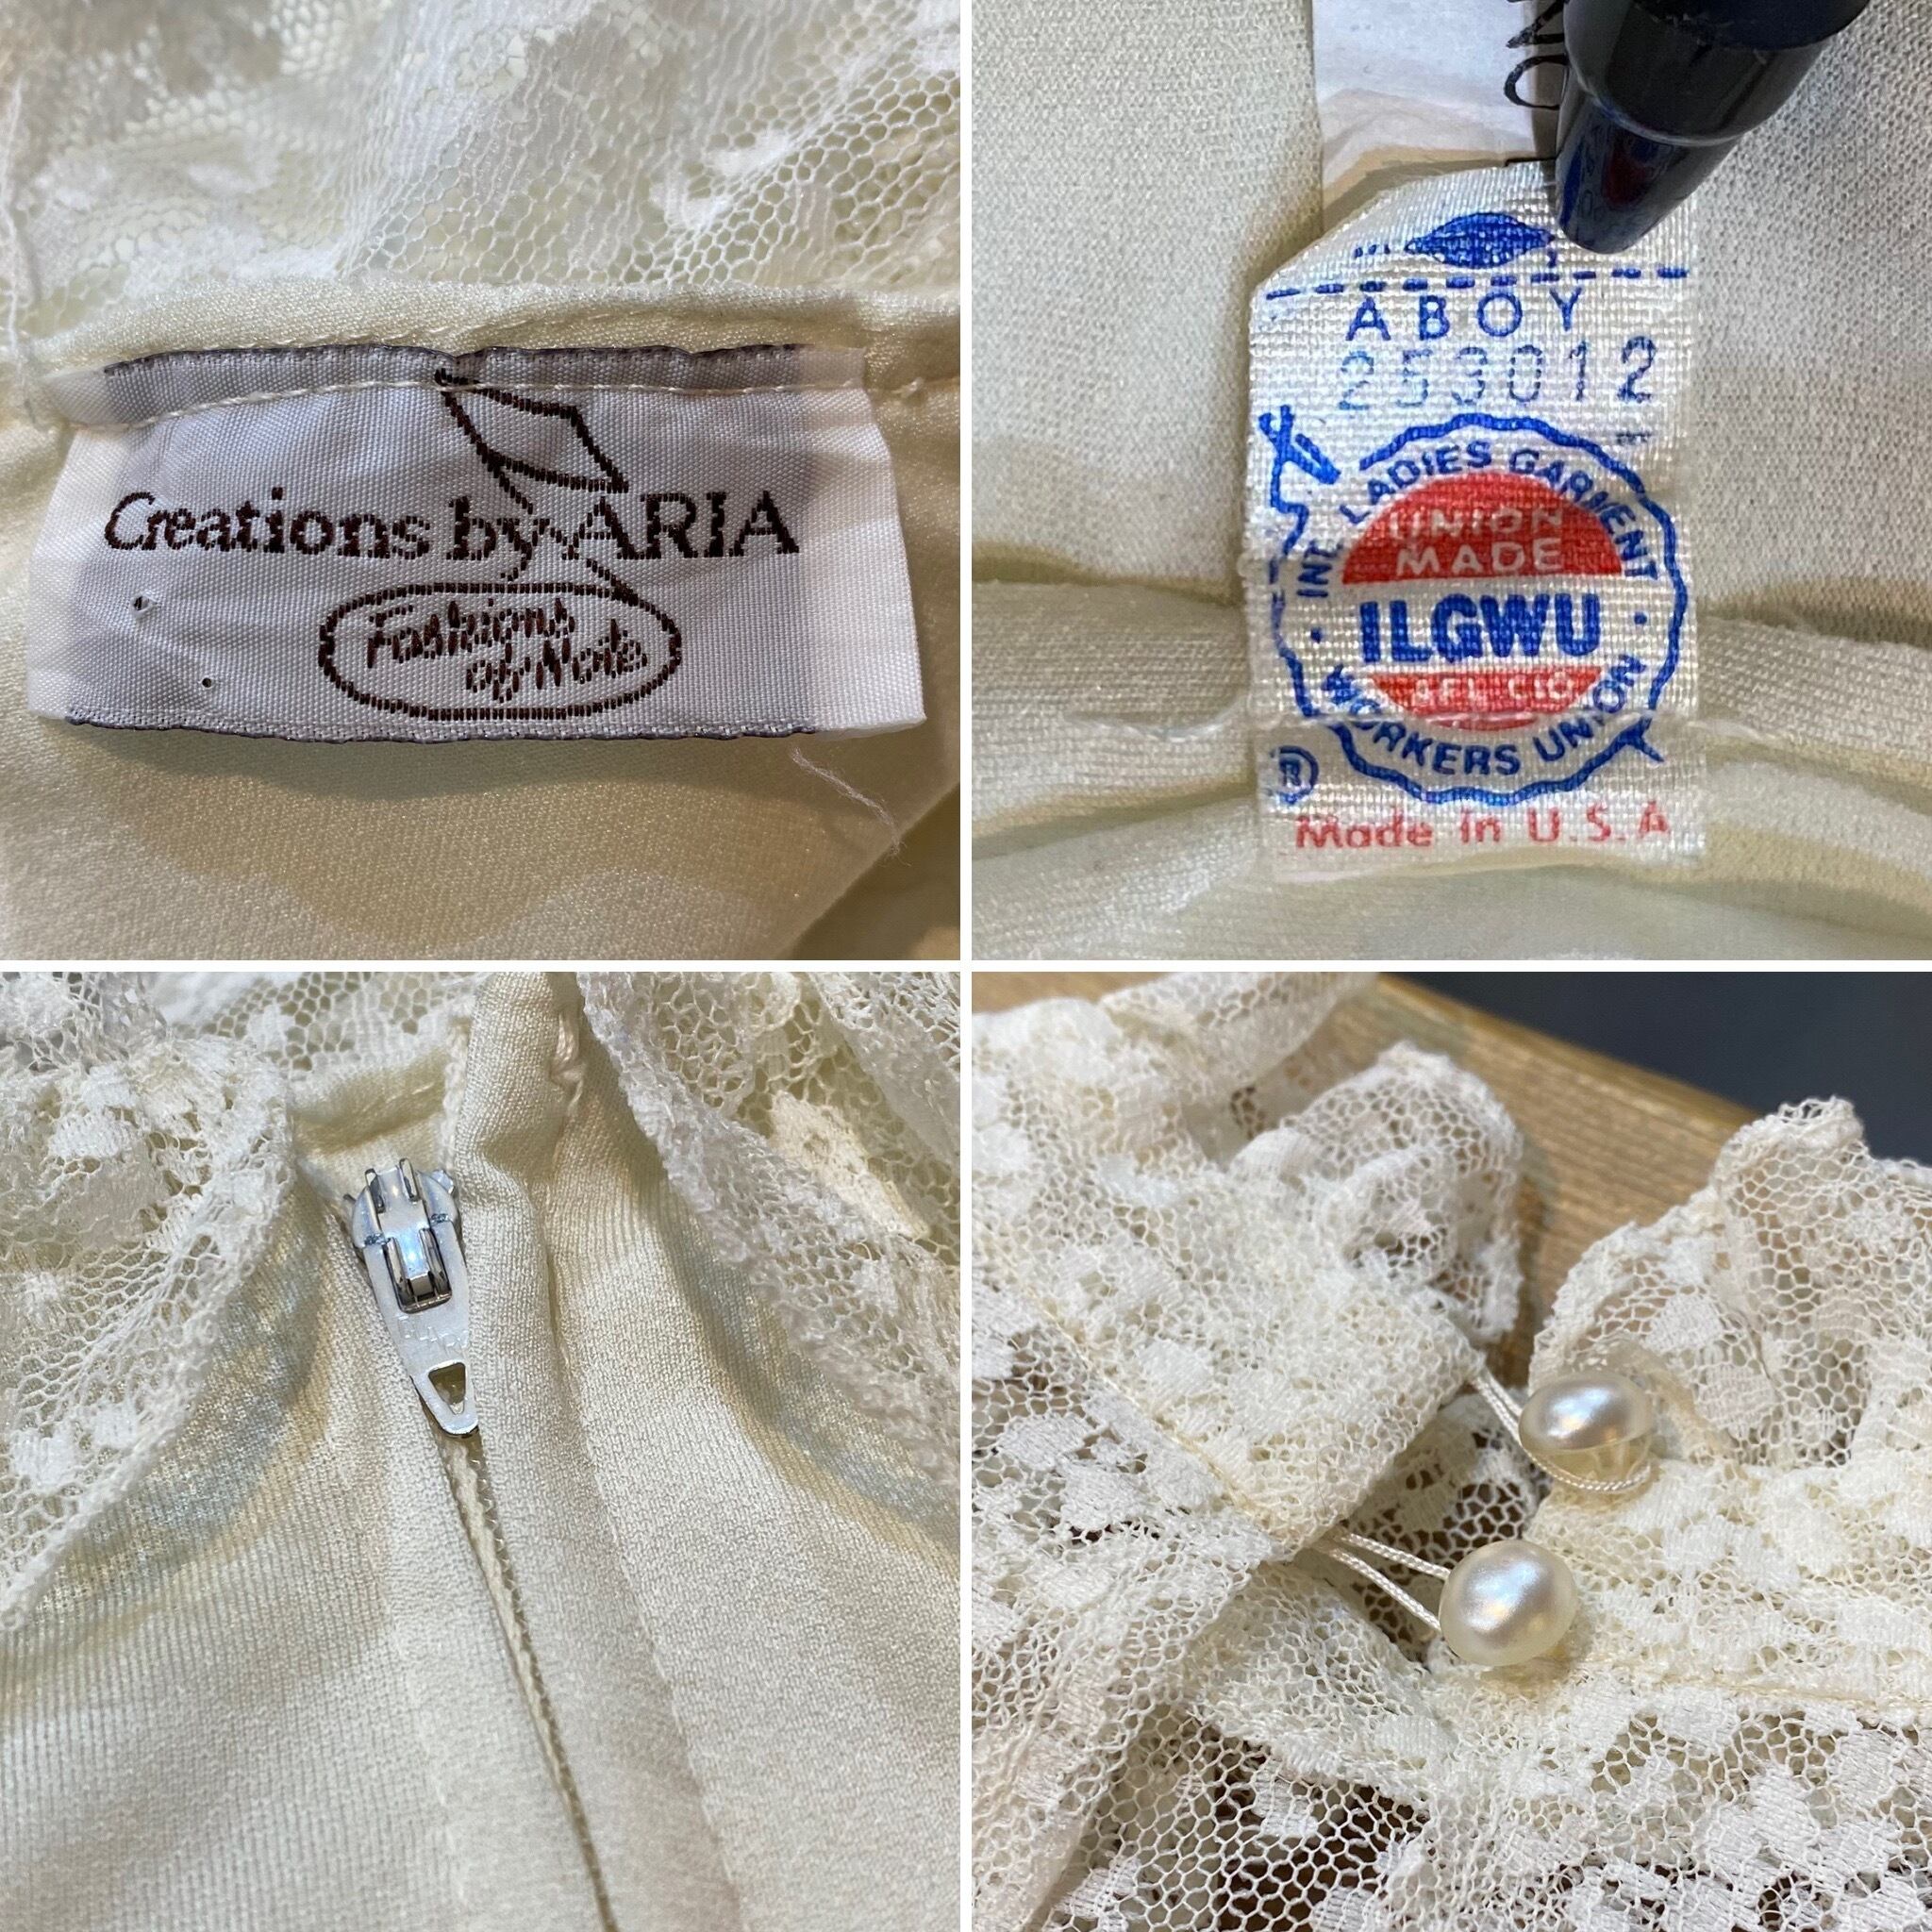 Creations by ARIA
Fashions
of Note
ABOY
253012
INT. LADIES GARMENT
UNION
MADE
ILGWU
AFL CIO
WORKERS UNION
®
Made in U.S.A